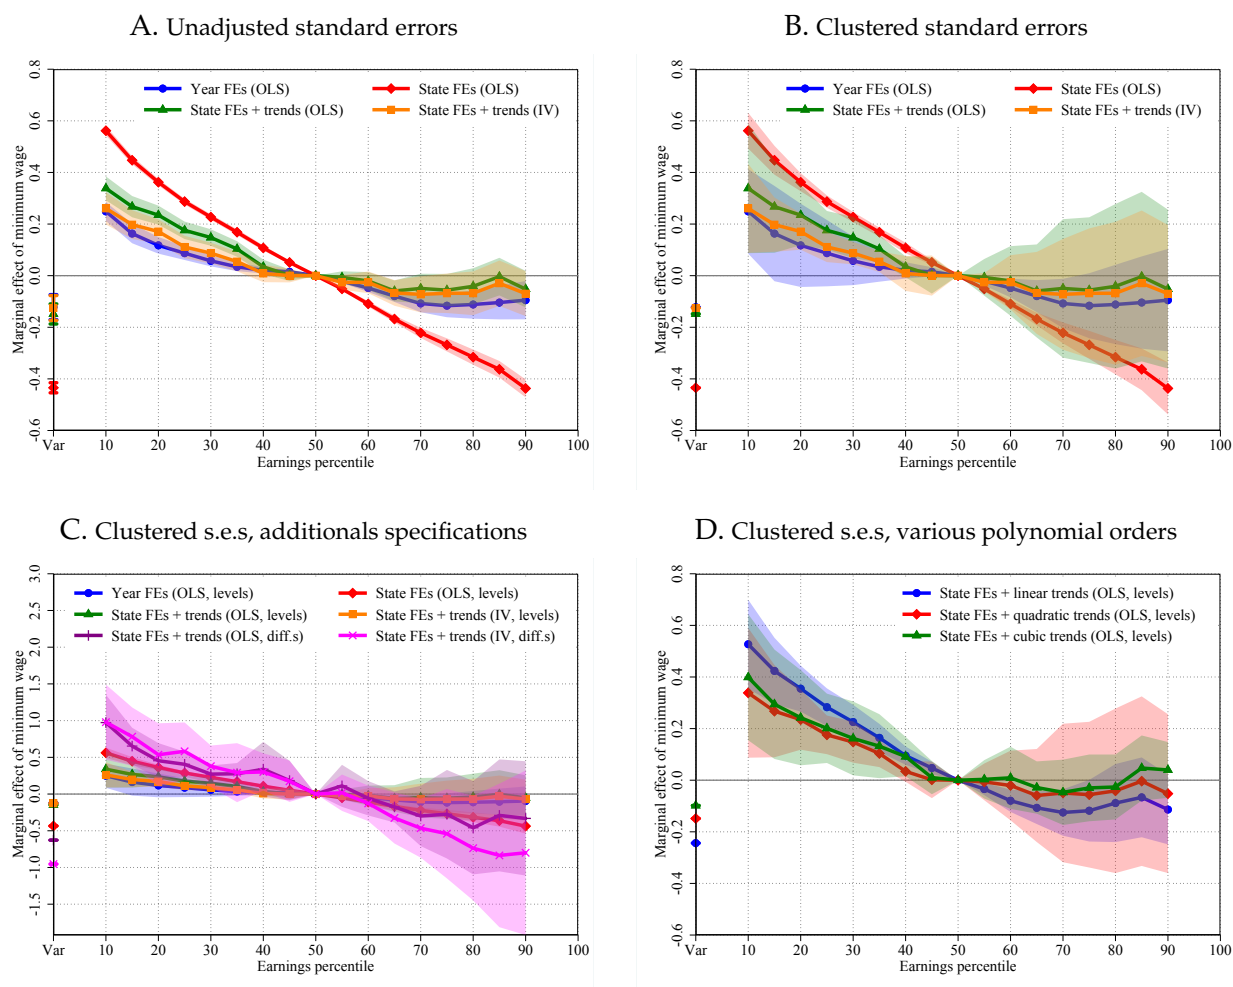 A. Unadjusted standard errors
0.8
0.6
0.4
0.2
0.0
-0.2
-0.4
-0.6
Marginal effect of minimum wage
Year FEs (OLS)
State FEs (OLS)
State FEs + trends (OLS)
State FEs + trends (IV)
Var 10 20 30 40 50 60 70 80 90 100
Earnings percentile
B. Clustered standard errors
0.8
0.6
0.4
0.2
0.0
-0.2
-0.4
-0.6
Marginal effect of minimum wage
Year FEs (OLS)
State FEs (OLS)
State FEs + trends (OLS)
State FEs + trends (IV)
Var 10 20 30 40 50 60 70 80 90 100
Earnings percentile
C. Clustered s.e.s, additionals specifications
3.0
2.5
2.0
1.5
1.0
0.5
0.0
-0.5
-1.0
-1.5
Marginal effect of minimum wage
Year FEs (OLS, levels)
State FEs (OLS, levels)
State FEs + trends (OLS, levels)
State FEs + trends (IV, levels)
State FEs + trends (OLS, diff.s)
State FEs + trends (IV, diff.s)
Var 10 20 30 40 50 60 70 80 90 100
Earnings percentile
D. Clustered s.e.s, various polynomial orders
0.8
0.6
0.4
0.2
0.0
-0.2
-0.4
-0.6
Marginal effect of minimum wage
State FEs + linear trends (OLS, levels)
State FEs + quadratic trends (OLS, levels)
State FEs + cubic trends (OLS, levels)
Var 10 20 30 40 50 60 70 80 90 100
Earnings percentile